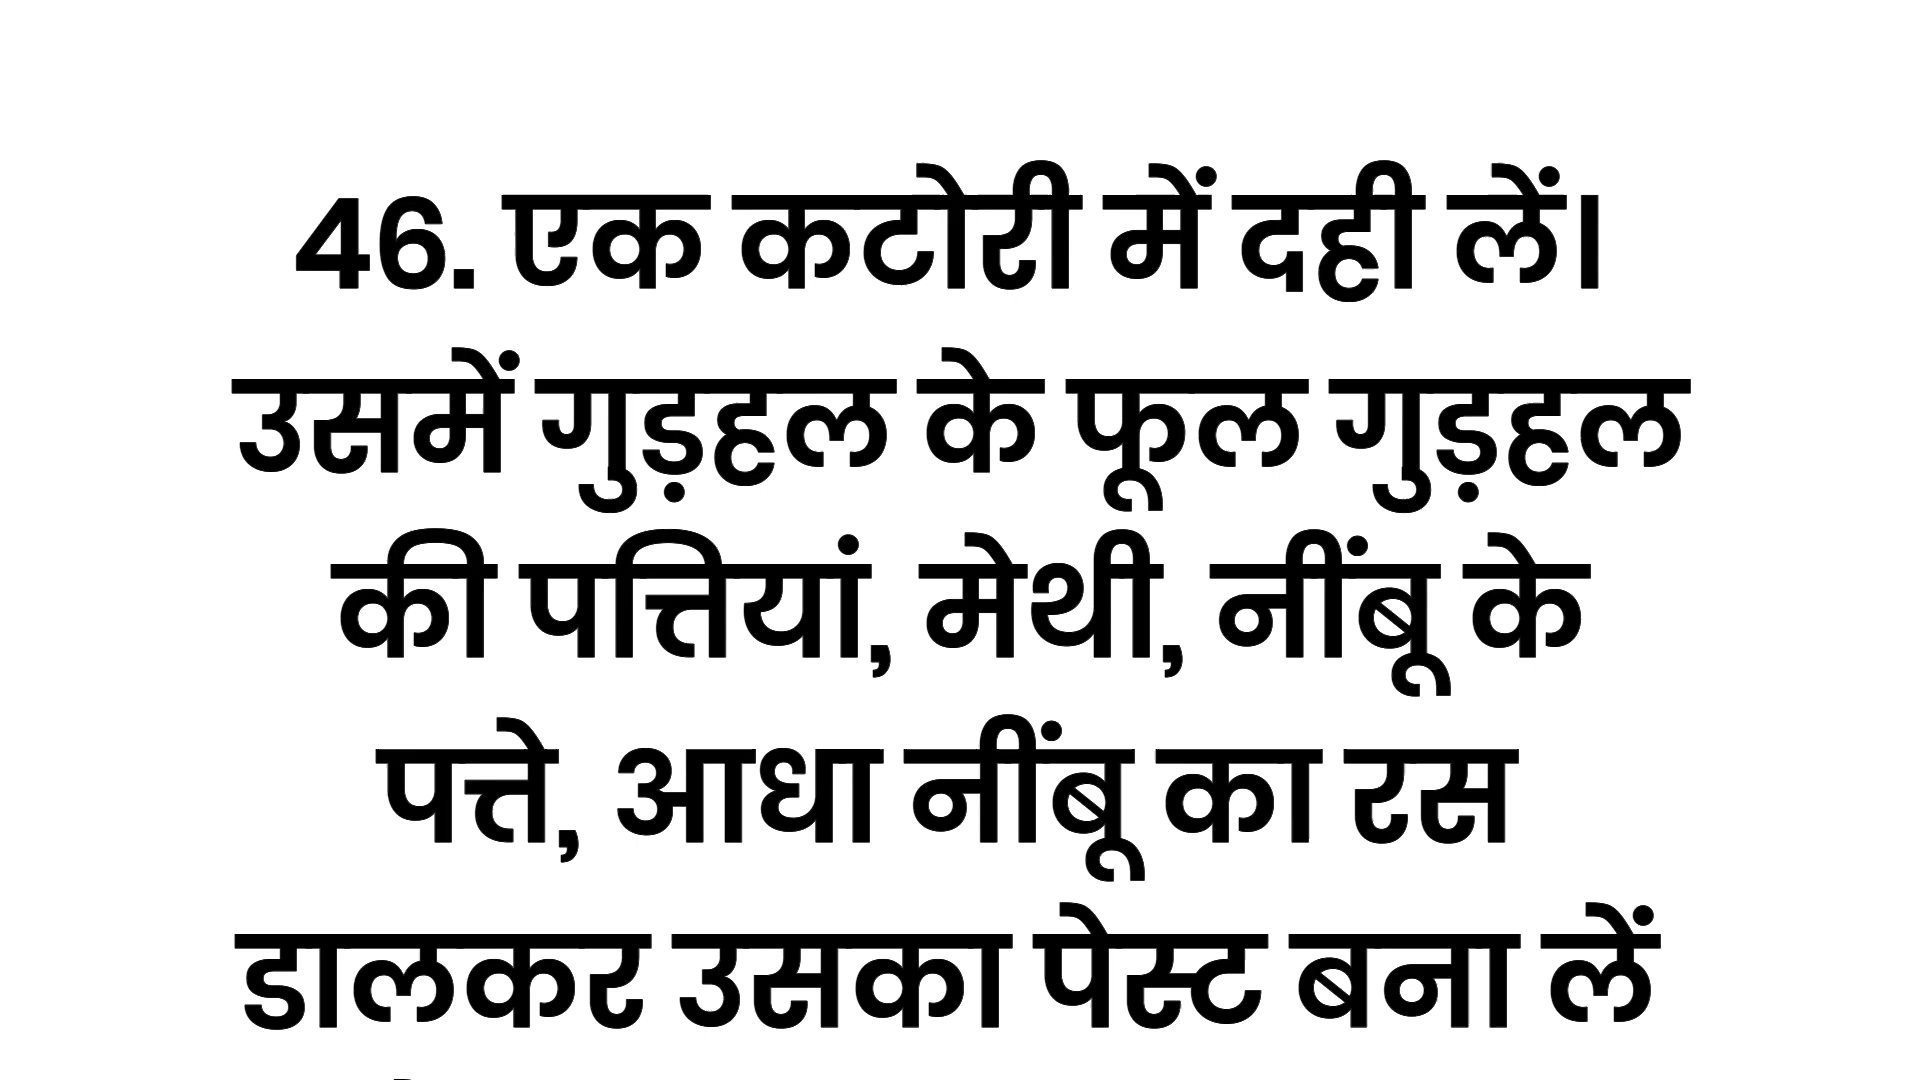 46. एक कटोरी में दही लें।
उसमें गुड़हल के फूल गुड़हल
की पत्तियां, मेथी, नींबू के
पत्ते, आधा नींबू का रस
डालकर उसका पेस्ट बना लें